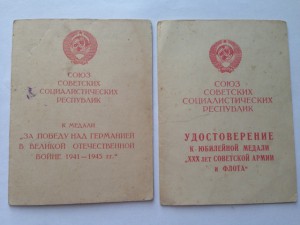 СОЮЗ
СОВЕТСКИХ
СОЦИАЛИСТИЧЕСКИХ
РЕСПУБЛИК
К МЕДАЛИ
"ЗА ПОБЕДУ НАД ГЕРМАНИЕЙ
В ВЕЛИКОЙ ОТЕЧЕСТВЕННОЙ
ВОЙНЕ 1941—1945 гг."
СОЮЗ
СОВЕТСКИХ
СОЦИАЛИСТИЧЕСКИХ
РЕСПУБЛИК
УДОСТОВЕРЕНИЕ
К ЮБИЛЕЙНОЙ МЕДАЛИ
„XXX лет СОВЕТСКОЙ АРМИИ
и ФЛОТА"